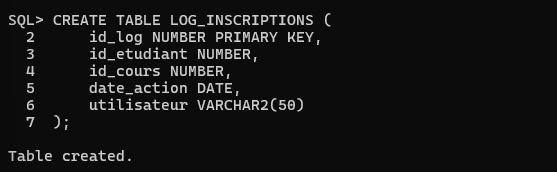 SQL> CREATE TABLE LOG_INSCRIPTIONS (
  2      id_log NUMBER PRIMARY KEY,
  3      id_etudiant NUMBER,
  4      id_cours NUMBER,
  5      date_action DATE,
  6      utilisateur VARCHAR2(50)
  7  );
Table created.